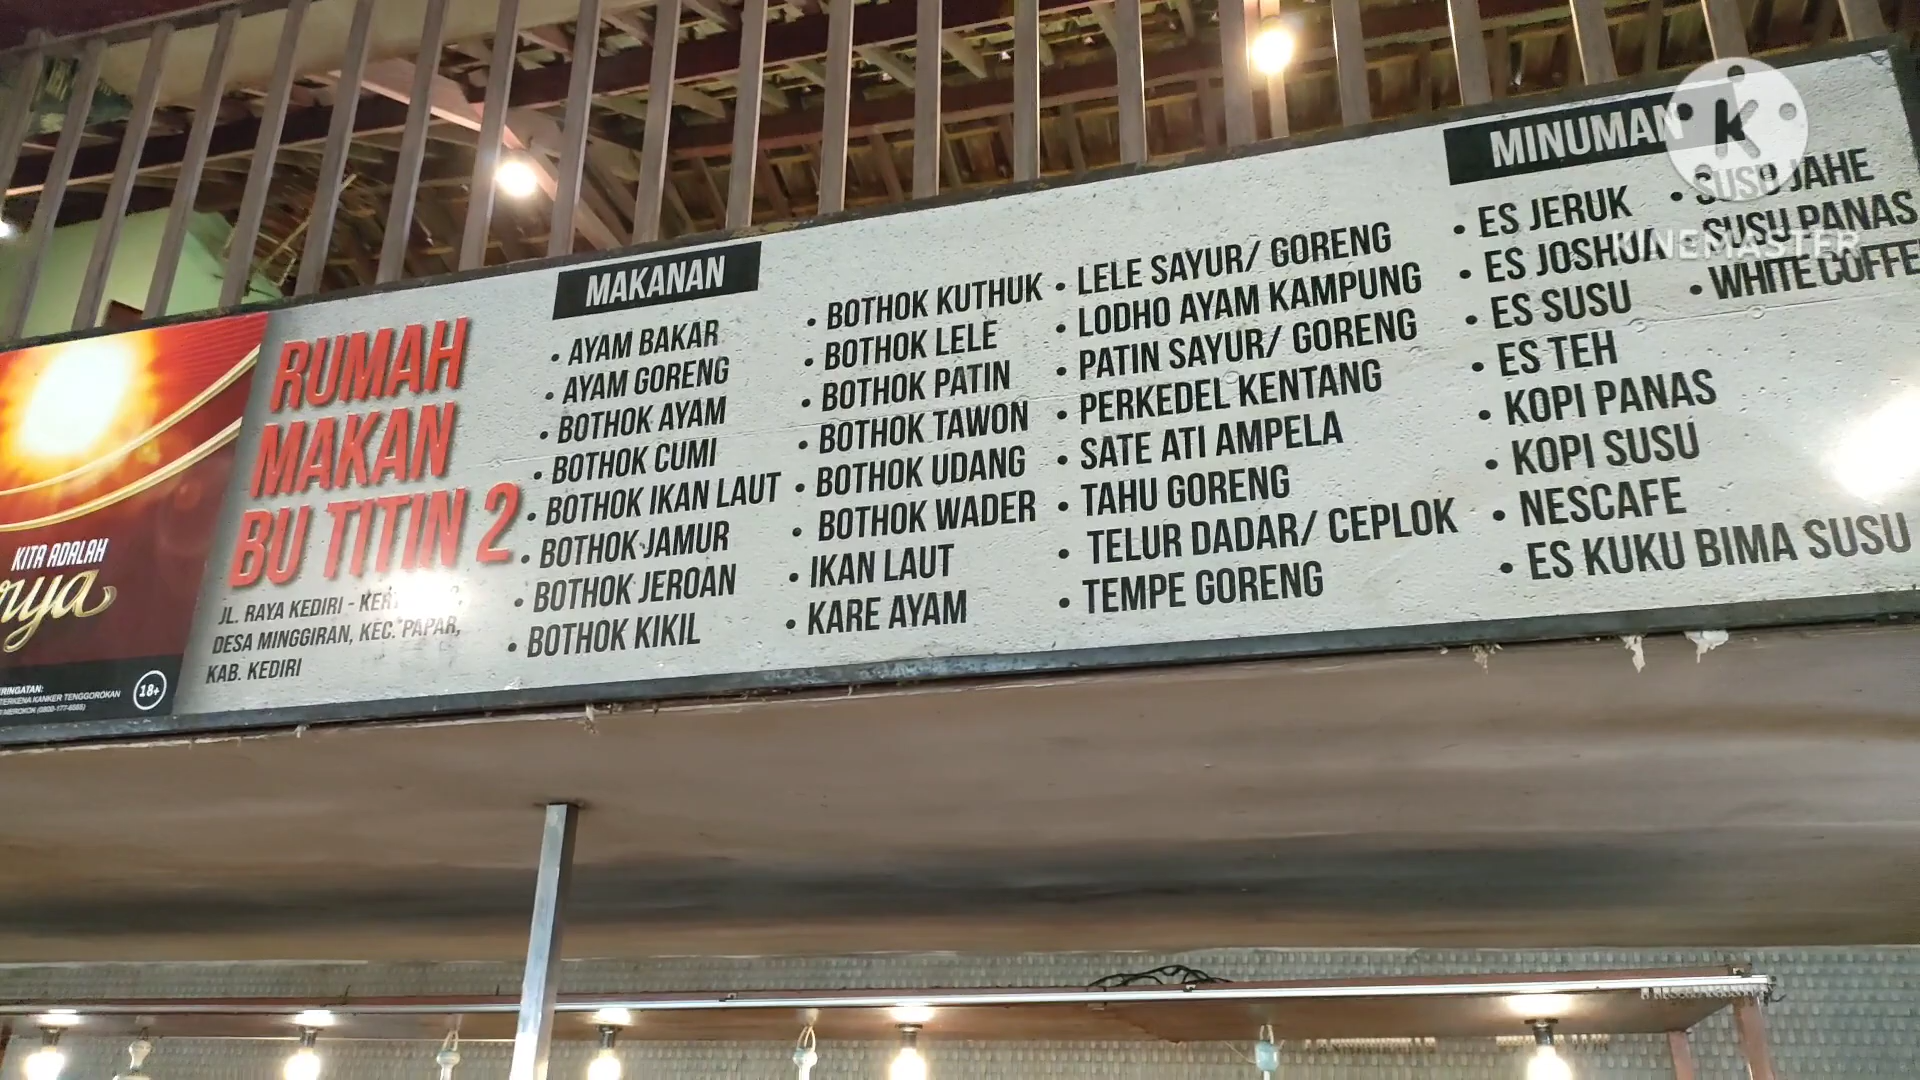 KITA ADALAH
18+
RUMAH
MAKAN
BU TITIN 2
JL. RAYA KEDIRI -
DESA MINGGIRAN, KEC. PAPAR,
KAB. KEDIRI
MAKANAN
• AYAM BAKAR
• AYAM GORENG
• BOTHOK AYAM
• BOTHOK CUMI
• BOTHOK IKAN LAUT
• BOTHOK JAMUR
• BOTHOK JEROAN
• BOTHOK KIKIL
• BOTHOK KUTHUK
• BOTHOK LELE
• BOTHOK PATIN
• BOTHOK TAWON
• BOTHOK UDANG
• BOTHOK WADER
• IKAN LAUT
• KARE AYAM
• LELE SAYUR/ GORENG
• LODHO AYAM KAMPUNG
• PATIN SAYUR/ GORENG
• PERKEDEL KENTANG
• SATE ATI AMPELA
• TAHU GORENG
• TELUR DADAR/ CEPLOK
• TEMPE GORENG
MINUMAN
• ES JERUK
• ES JOSHUA
• ES SUSU
• ES TEH
• KOPI PANAS
• KOPI SUSU
• NESCAFE
• ES KUKU BIMA SUSU
• SUSU JAHE
• SUSU PANAS
• WHITE COFFE
K
KINEMASTER